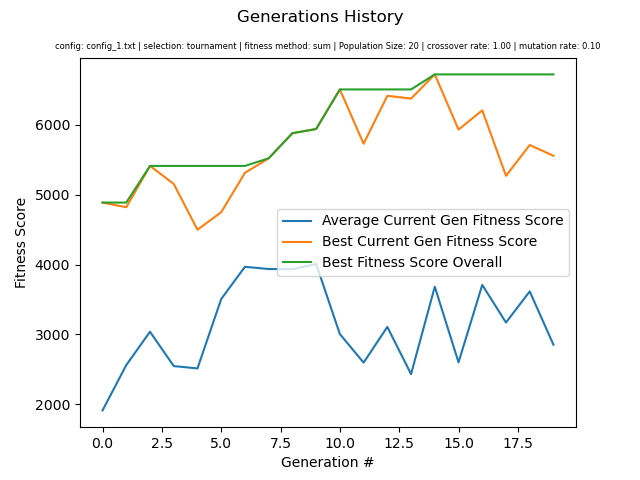 Generations History
config: config_1.txt | selection: tournament | fitness method: sum | Population Size: 20 | crossover rate: 1.00 | mutation rate: 0.10
6000
5000
4000
3000
2000
Fitness Score
Average Current Gen Fitness Score
Best Current Gen Fitness Score
Best Fitness Score Overall
0.0 2.5 5.0 7.5 10.0 12.5 15.0 17.5
Generation #